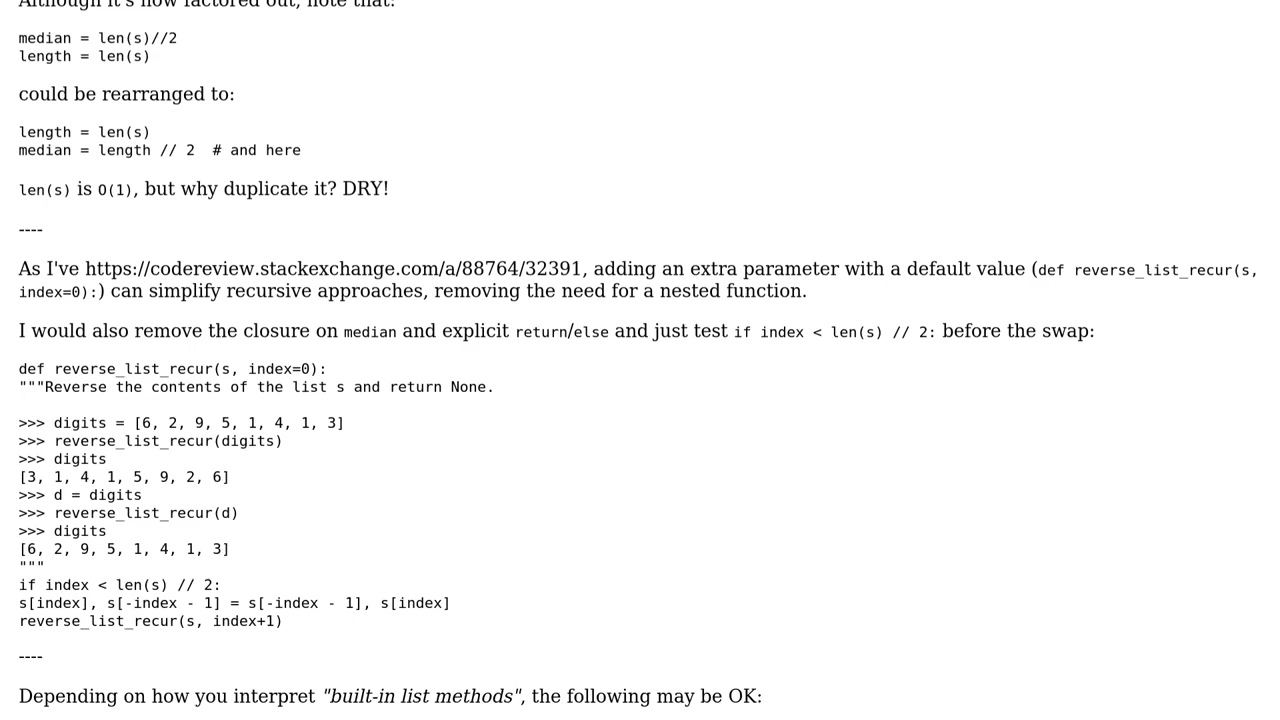 Although it's now factored out, note that:
median = len(s)//2
length = len(s)
could be rearranged to:
length = len(s)
median = length // 2  # and here
len(s) is O(1), but why duplicate it? DRY!
----
As I've https://codereview.stackexchange.com/a/88764/32391, adding an extra parameter with a default value (def reverse_list_recur(s,
index=0):) can simplify recursive approaches, removing the need for a nested function.
I would also remove the closure on median and explicit return/else and just test if index < len(s) // 2: before the swap:
def reverse_list_recur(s, index=0):
"""Reverse the contents of the list s and return None.
>>> digits = [6, 2, 9, 5, 1, 4, 1, 3]
>>> reverse_list_recur(digits)
>>> digits
[3, 1, 4, 1, 5, 9, 2, 6]
>>> d = digits
>>> reverse_list_recur(d)
>>> digits
[6, 2, 9, 5, 1, 4, 1, 3]
"""
if index < len(s) // 2:
s[index], s[-index - 1] = s[-index - 1], s[index]
reverse_list_recur(s, index+1)
----
Depending on how you interpret "built-in list methods", the following may be OK: